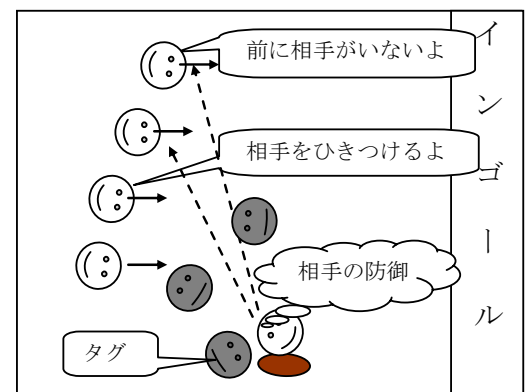 前に相手がいないよ
相手をひきつけるよ
相手の防御
タグ
インゴール